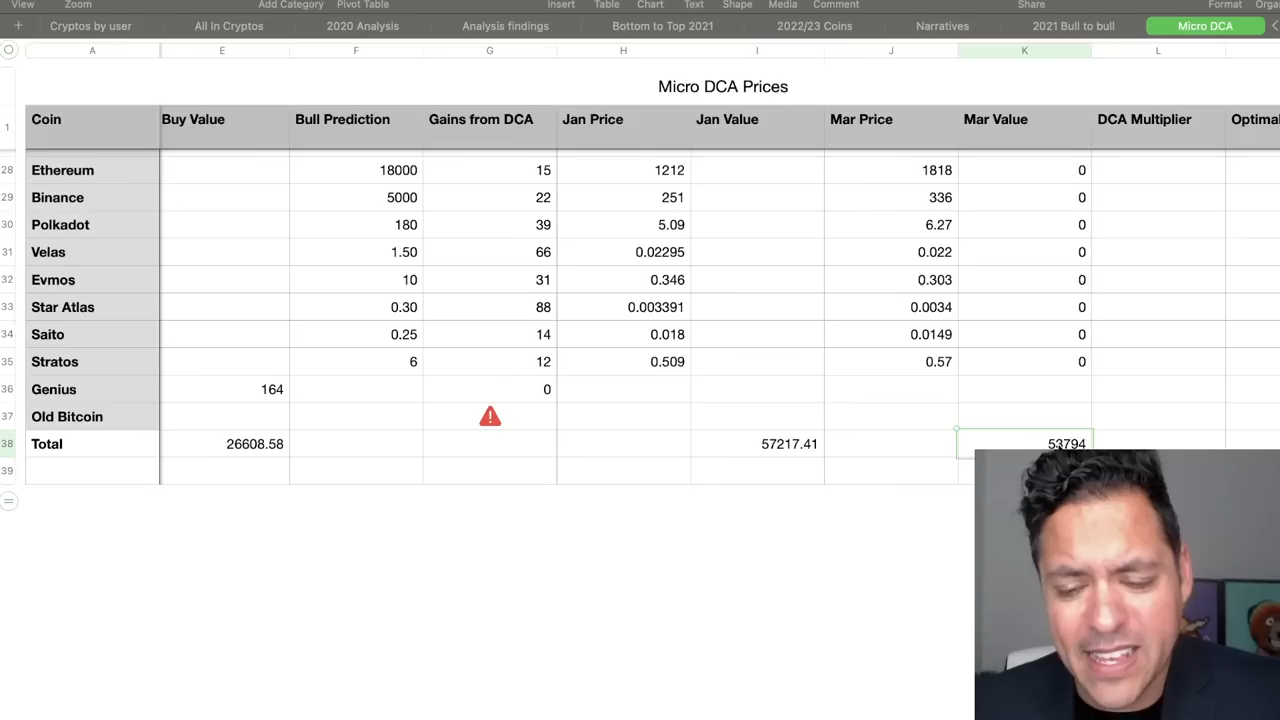 View Zoom Add Category Pivot Table Insert Table Chart Text Shape Media Comment Share Format
Cryptos by user All In Cryptos 2020 Analysis Analysis findings Bottom to Top 2021 2022/23 Coins Narratives 2021 Bull to bull Micro DCA
A E F G H I J K L
Micro DCA Prices
1 Coin Buy Value Bull Prediction Gains from DCA Jan Price Jan Value Mar Price Mar Value DCA Multiplier
28 Ethereum 18000 15 1212 1818 0
29 Binance 5000 22 251 336 0
30 Polkadot 180 39 5.09 6.27 0
31 Velas 1.50 66 0.02295 0.022 0
32 Evmos 10 31 0.346 0.303 0
33 Star Atlas 0.30 88 0.003391 0.0034 0
34 Saito 0.25 14 0.018 0.0149 0
35 Stratos 6 12 0.509 0.57 0
36 Genius 164 0
37 Old Bitcoin
38 Total 26608.58 57217.41 53794
39